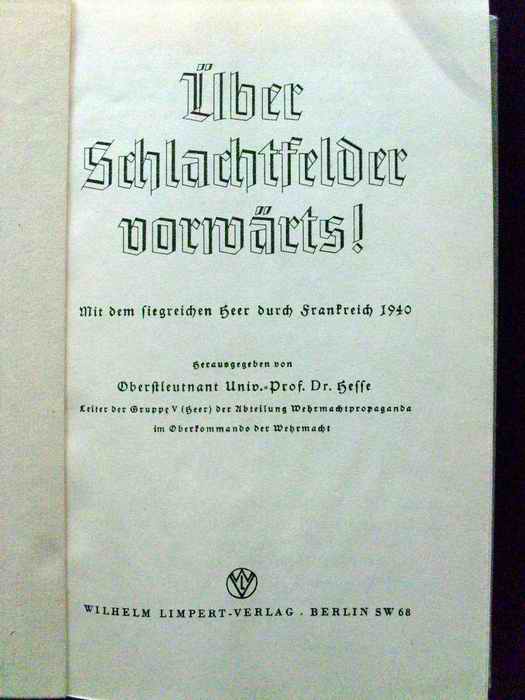 Über
Schlachtfelder
vorwärts!
Mit dem siegreichen Heer durch Frankreich 1940
Herausgegeben von
Oberstleutnant Univ.-Prof. Dr. Hesse
Leiter der Gruppe V (Heer) der Abteilung Wehrmachtpropaganda
im Oberkommando der Wehrmacht
WLV
WILHELM LIMPERT-VERLAG . BERLIN SW 68